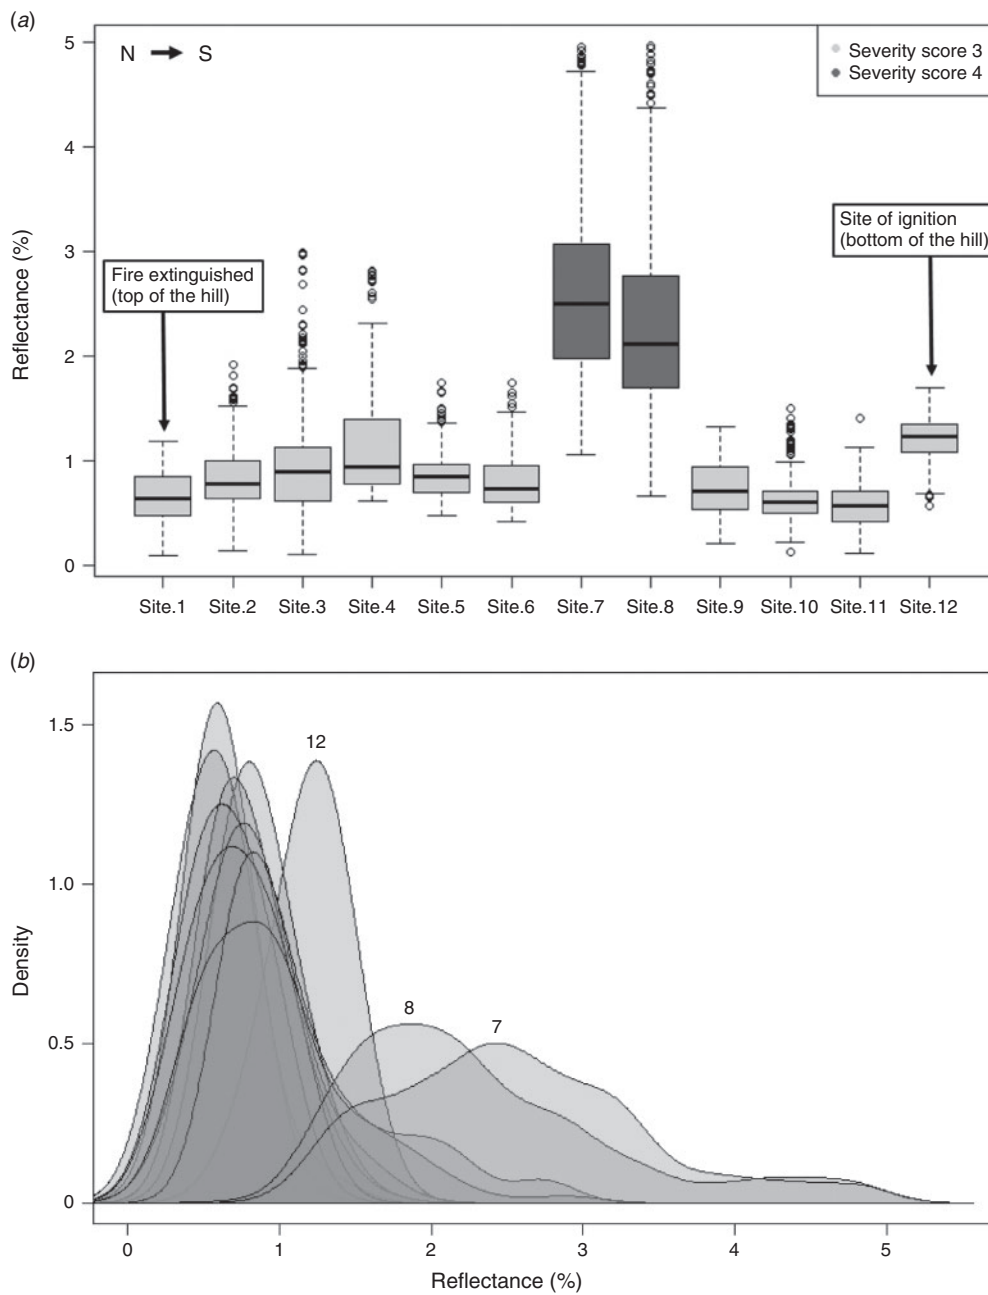 (a)
5
4
3
2
1
0
Reflectance (%)
N S
Severity score 3
Severity score 4
Fire extinguished
(top of the hill)
Site of ignition
(bottom of the hill)
Site.1 Site.2 Site.3 Site.4 Site.5 Site.6 Site.7 Site.8 Site.9 Site.10 Site.11 Site.12
(b)
1.5
1.0
0.5
0
Density
12
8
7
0 1 2 3 4 5
Reflectance (%)